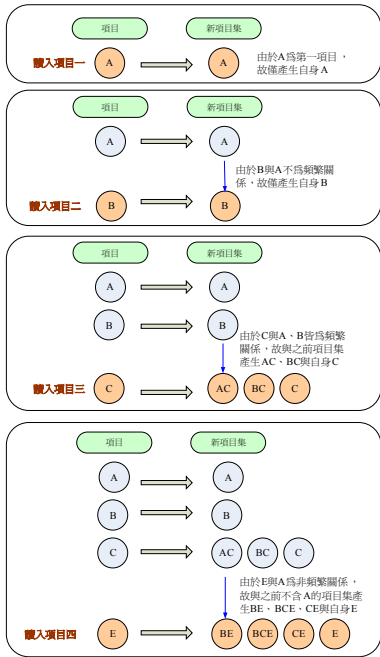 項目
新項目集
讀入項目一
A
A
由於A為第一項目，
故僅產生自身A
項目
新項目集
A
A
由於B與A不為頻繁關
係，故僅產生自身B
讀入項目二
B
B
項目
新項目集
A
A
B
B
由於C與A、B皆為頻繁
關係，故與之前項目集
產生AC、BC與自身C
讀入項目三
C
AC
BC
C
項目
新項目集
A
A
B
B
C
AC
BC
C
由於E與A為非頻繁關係，
故與之前不含A的項目集產
生BE、BCE、CE與自身E
讀入項目四
E
BE
BCE
CE
E